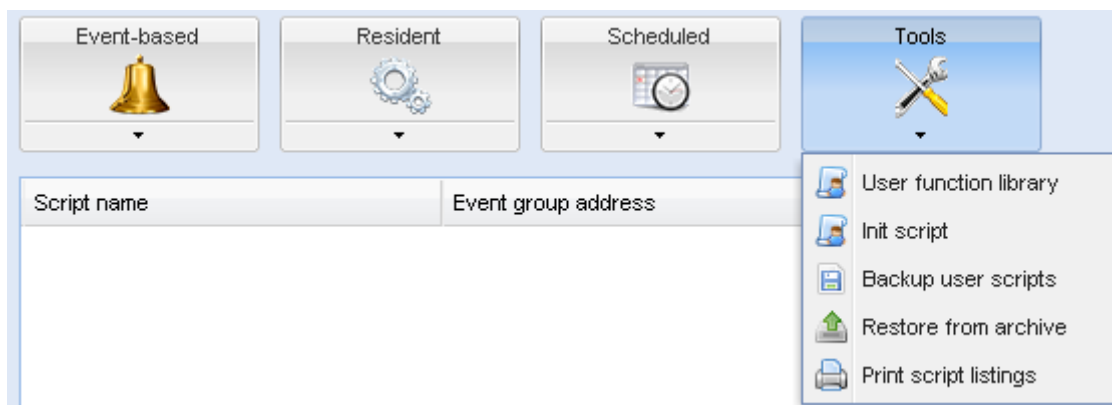 Event-based Resident Scheduled Tools
User function library
Script name Event group address
Init script
Backup user scripts
Restore from archive
Print script listings